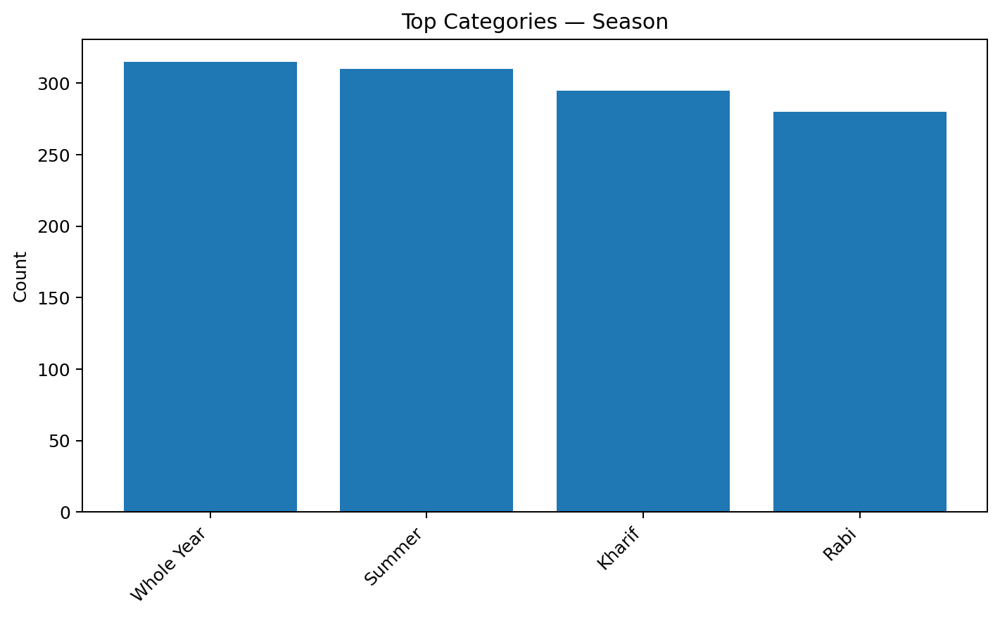 Top Categories — Season
300
250
200
150
100
50
0
Count
Whole Year
Summer
Kharif
Rabi